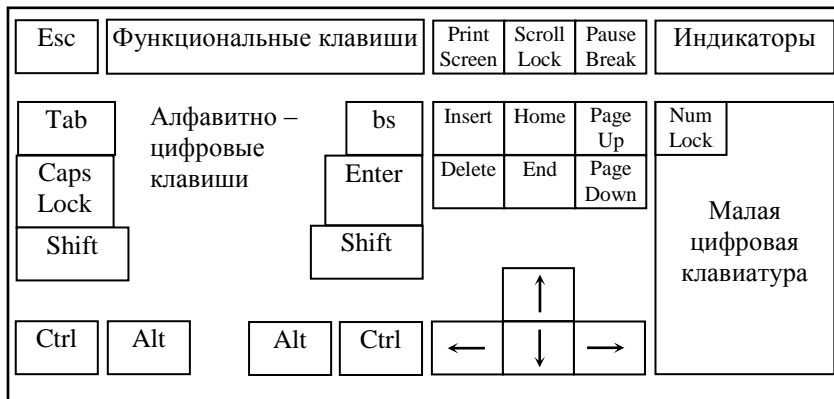 Esc
Функциональные клавиши
Print
Screen
Scroll
Lock
Pause
Break
Индикаторы
Tab
Алфавитно –
цифровые
клавиши
bs
Insert
Home
Page
Up
Num
Lock
Caps
Lock
Enter
Delete
End
Page
Down
Малая
цифровая
клавиатура
Shift
Shift
↑
Ctrl
Alt
Alt
Ctrl
←
↓
→